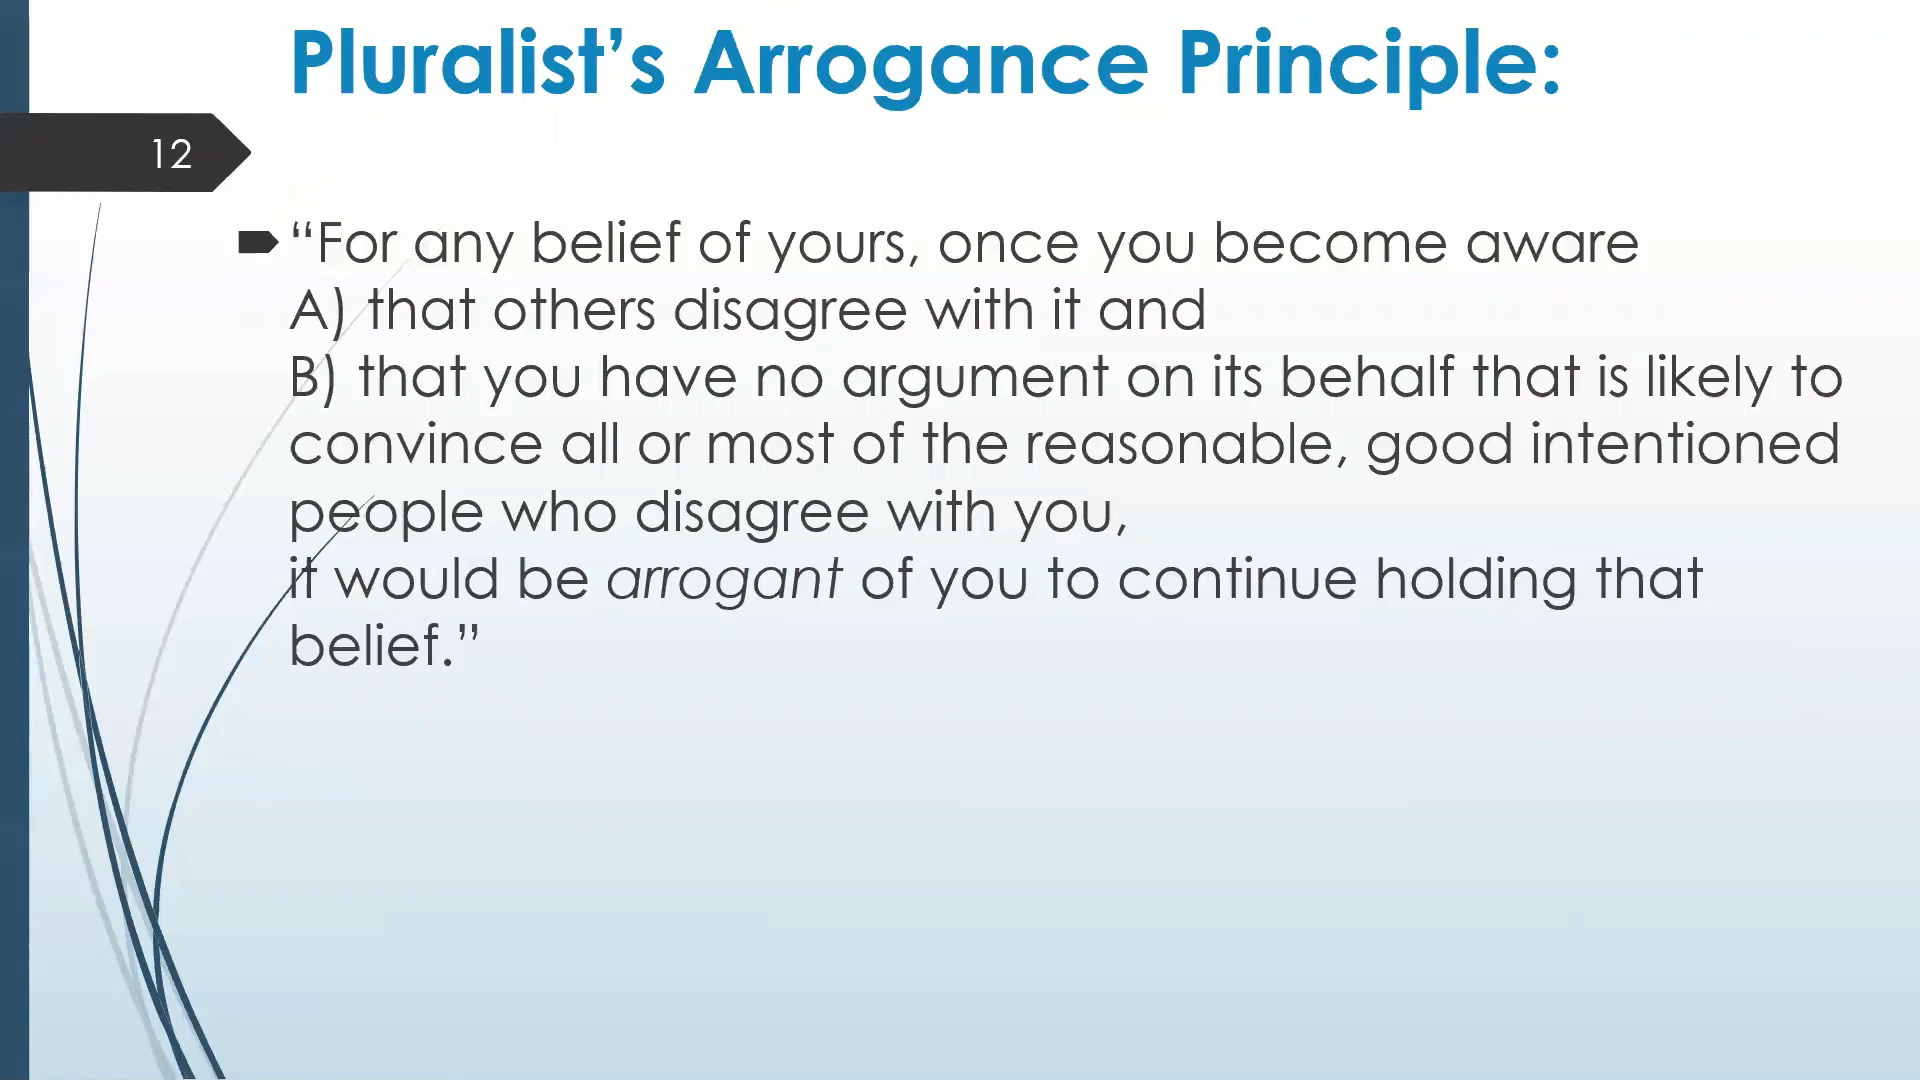 Pluralist’s Arrogance Principle:
12
“For any belief of yours, once you become aware
A) that others disagree with it and
B) that you have no argument on its behalf that is likely to
convince all or most of the reasonable, good intentioned
people who disagree with you,
it would be arrogant of you to continue holding that
belief.”